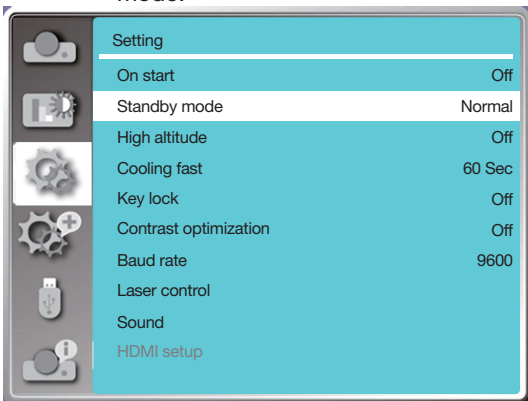 mode.
Setting
On start Off
Standby mode Normal
High altitude Off
Cooling fast 60 Sec
Key lock Off
Contrast optimization Off
Baud rate 9600
Laser control
Sound
HDMI setup